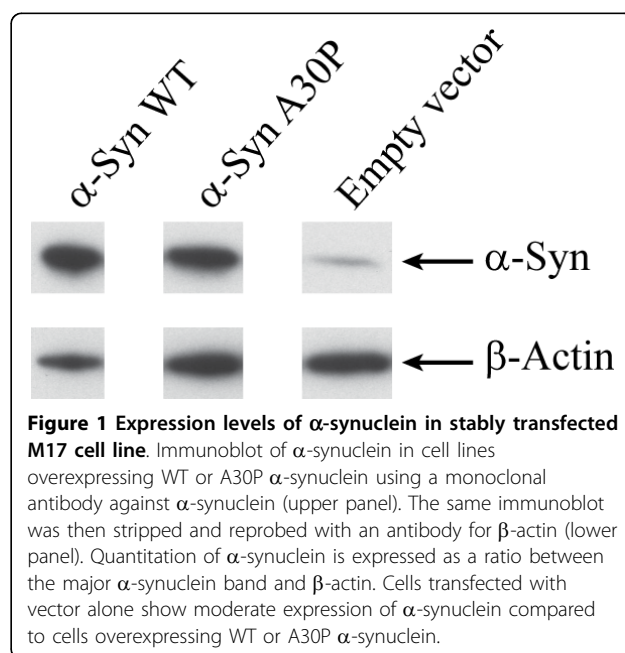 α-Syn WT
α-Syn A30P
Empty vector
α-Syn
β-Actin
Figure 1 Expression levels of α-synuclein in stably transfected
M17 cell line. Immunoblot of α-synuclein in cell lines
overexpressing WT or A30P α-synuclein using a monoclonal
antibody against α-synuclein (upper panel). The same immunoblot
was then stripped and reprobed with an antibody for β-actin (lower
panel). Quantitation of α-synuclein is expressed as a ratio between
the major α-synuclein band and β-actin. Cells transfected with
vector alone show moderate expression of α-synuclein compared
to cells overexpressing WT or A30P α-synuclein.